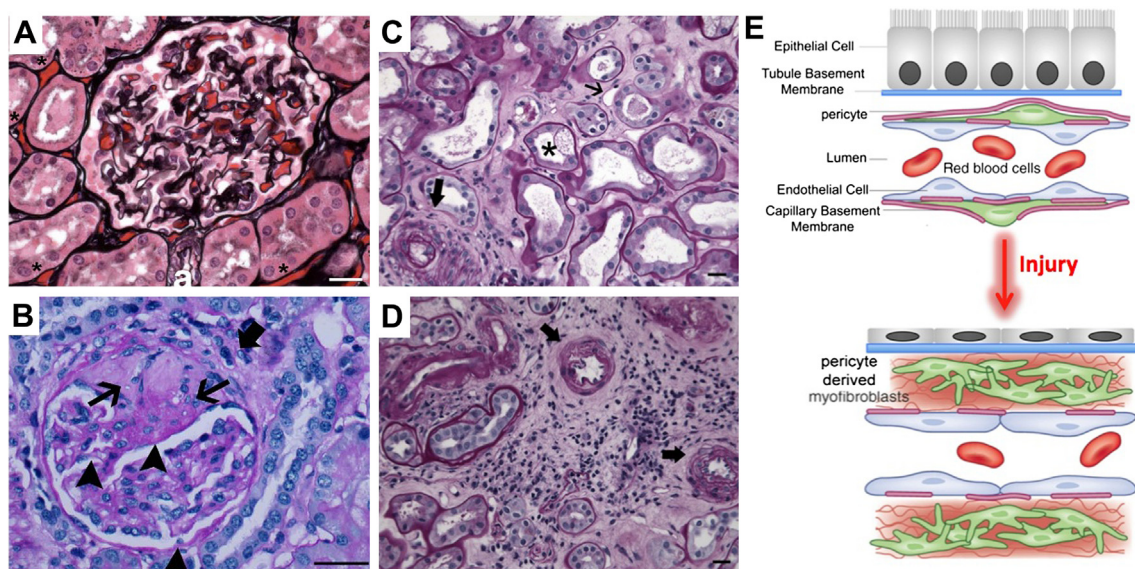 A
*
*
*
a
B
C
*
D
E
Epithelial Cell
Tubule Basement
Membrane
pericyte
Lumen
Red blood cells
Endothelial Cell
Capillary Basement
Membrane
Injury
pericyte
derived
myofibroblasts